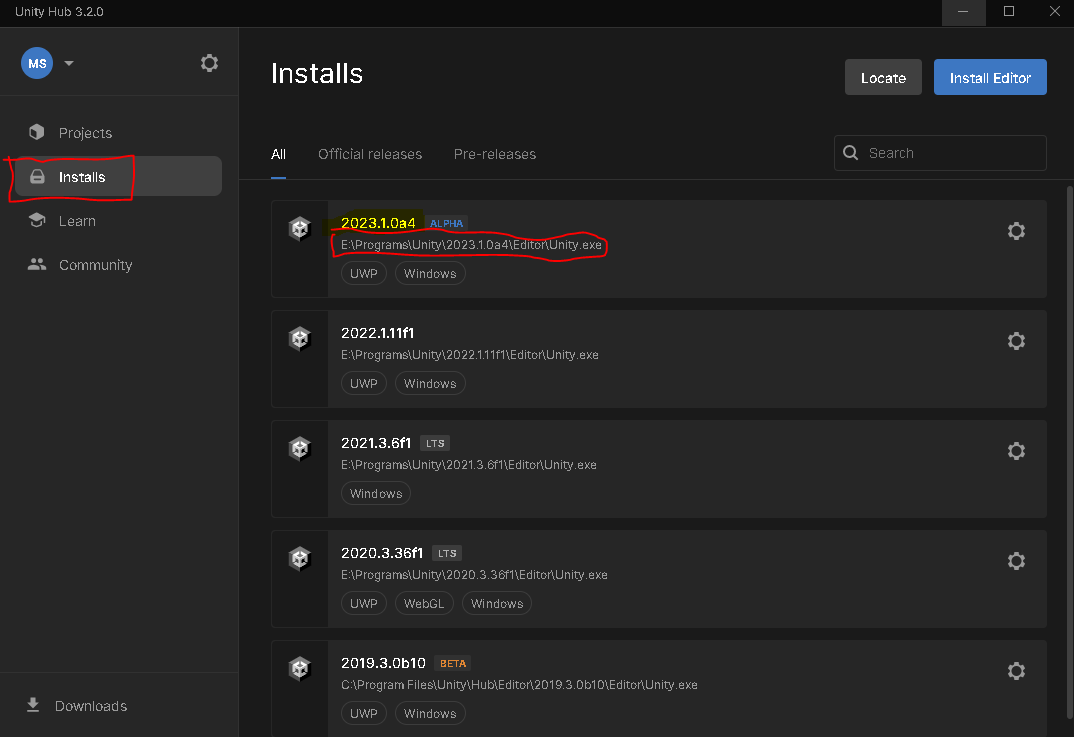 Unity Hub 3.2.0
MS
Projects
Installs
Learn
Community
Downloads
Installs
Locate
Install Editor
All
Official releases
Pre-releases
Search
2023.1.0a4 ALPHA
E:\Programs\Unity\2023.1.0a4\Editor\Unity.exe
UWP Windows
2022.1.11f1
E:\Programs\Unity\2022.1.11f1\Editor\Unity.exe
UWP Windows
2021.3.6f1 LTS
E:\Programs\Unity\2021.3.6f1\Editor\Unity.exe
Windows
2020.3.36f1 LTS
E:\Programs\Unity\2020.3.36f1\Editor\Unity.exe
UWP WebGL Windows
2019.3.0b10 BETA
C:\Program Files\Unity\Hub\Editor\2019.3.0b10\Editor\Unity.exe
UWP Windows